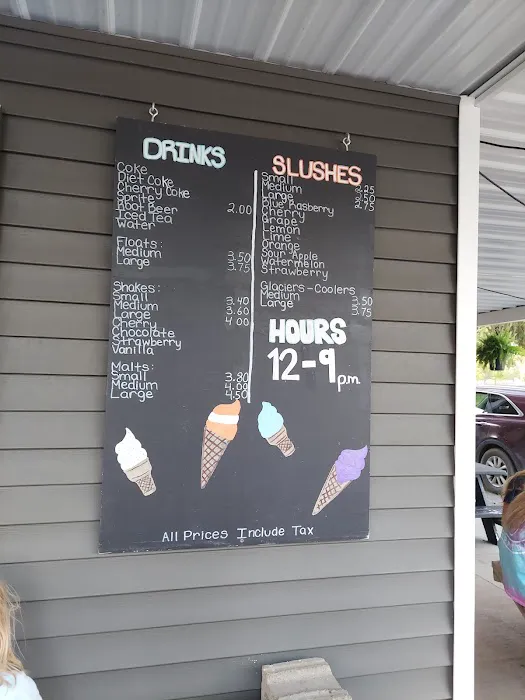 DRINKS
Coke
Diet Coke
Cherry Coke
Sprite
Root Beer 2.00
Iced Tea
Water
Floats:
Medium 3.50
Large 3.75
Shakes:
Small 3.40
Medium 3.60
Large 4.00
Cherry
Chocolate
Strawberry
Vanilla
Malts:
Small 3.80
Medium 4.00
Large 4.50
SLUSHES
Small 2.25
Medium 2.50
Large 2.75
Blue Rasberry
Cherry
Grape
Lemon
Lime
Orange
Sour Apple
Watermelon
Strawberry
Glaciers-Coolers
Medium 3.50
Large 3.75
HOURS
12-9 p.m
All Prices Include Tax